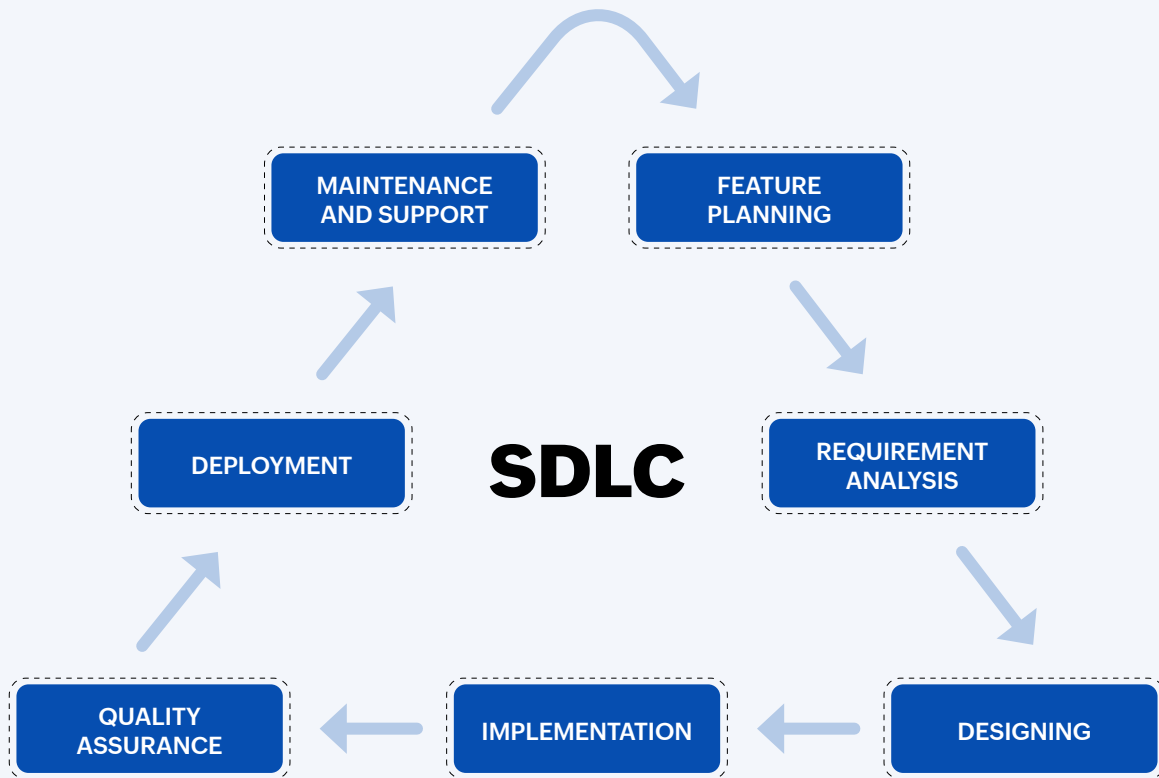 MAINTENANCE
AND SUPPORT
FEATURE
PLANNING
DEPLOYMENT
SDLC
REQUIREMENT
ANALYSIS
QUALITY
ASSURANCE
IMPLEMENTATION
DESIGNING